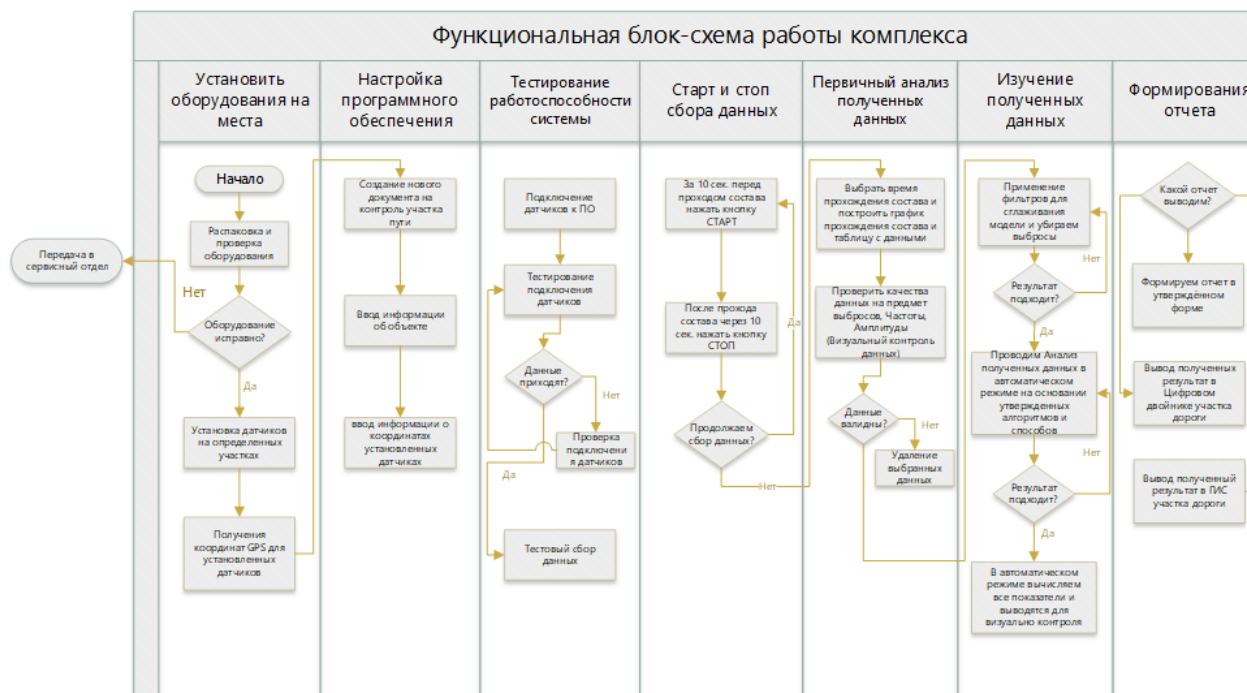 Функциональная блок-схема работы комплекса
Установить
оборудования на
места
Настройка
программного
обеспечения
Тестирование
работоспособности
системы
Старт и стоп
сбора данных
Первичный анализ
полученных
данных
Изучение
полученных
данных
Формирования
отчета
Начало
Распаковка и
проверка
оборудования
Передача в
сервисный отдел
Нет
Оборудование
исправно?
Да
Установка датчиков
на определенных
участках
Получения
координат GPS для
установленных
датчиков
Создание нового
документа на
контроль участка
пути
Ввод информации
об объекте
ввод информации о
координатах
установленных
датчиках
Подключение
датчиков к ПО
Тестирование
подключения
датчиков
Данные
приходят?
Нет
Проверка
подключени
я датчиков
Да
Тестовый сбор
данных
За 10 сек. перед
проходом состава
нажать кнопку
СТАРТ
После прохода
состава через 10
сек. нажать кнопку
СТОП
Да
Продолжаем
сбор данных?
Нет
Выбрать время
прохождения состава и
построить график
прохождения состава и
таблицу с данными
Проверить качества
данных на предмет
выбросов, Частоты,
Амплитуды
(Визуальный контроль
данных)
Данные
валидны?
Нет
Удаление
выбранных
данных
Применение
фильтров для
сглаживания
модели и убираем
выбросы
Нет
Результат
подходит?
Да
Проводим Анализ
полученных данных в
автоматическом
режиме на основании
утвержденных
алгоритмов и
способов
Нет
Результат
подходит?
Да
В автоматическом
режиме вычисляем
все показатели и
выводятся для
визуально контроля
Какой отчет
выводим?
Формируем отчет в
утверждённом
форме
Вывод полученных
результат в
Цифровом
двойнике участка
дороги
Вывод полученный
результат в ГИС
участка дороги